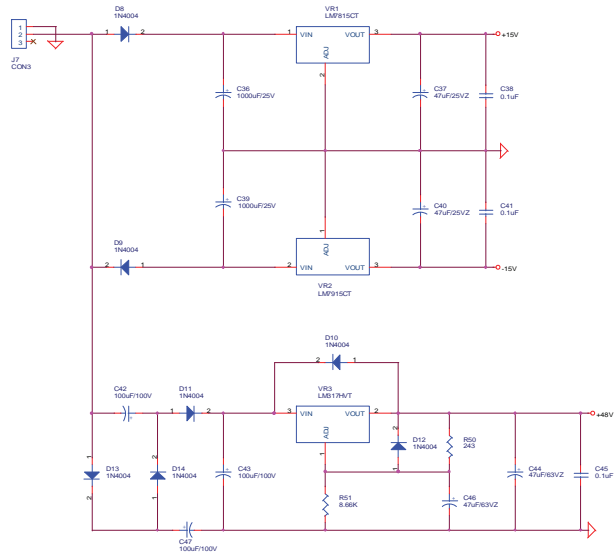 D8
1N4004
VR1
LM7815CT
1
2
3
J7
CON3
1
2
1
VIN
VOUT
3
ADJ
2
+15V
C36
1000uF/25V
C37
47uF/25VZ
C38
0.1uF
C39
1000uF/25V
C40
47uF/25VZ
C41
0.1uF
D9
1N4004
2
1
1
ADJ
2
VIN
VOUT
3
VR2
LM7915CT
-15V
D10
1N4004
2
1
C42
100uF/100V
D11
1N4004
1
2
VR3
LM317HVT
3
VIN
VOUT
2
ADJ
1
+48V
D13
1N4004
1
2
D14
1N4004
2
1
C43
100uF/100V
D12
1N4004
2
1
R50
243
C44
47uF/63VZ
C45
0.1uF
R51
8.66K
C46
47uF/63VZ
C47
100uF/100V